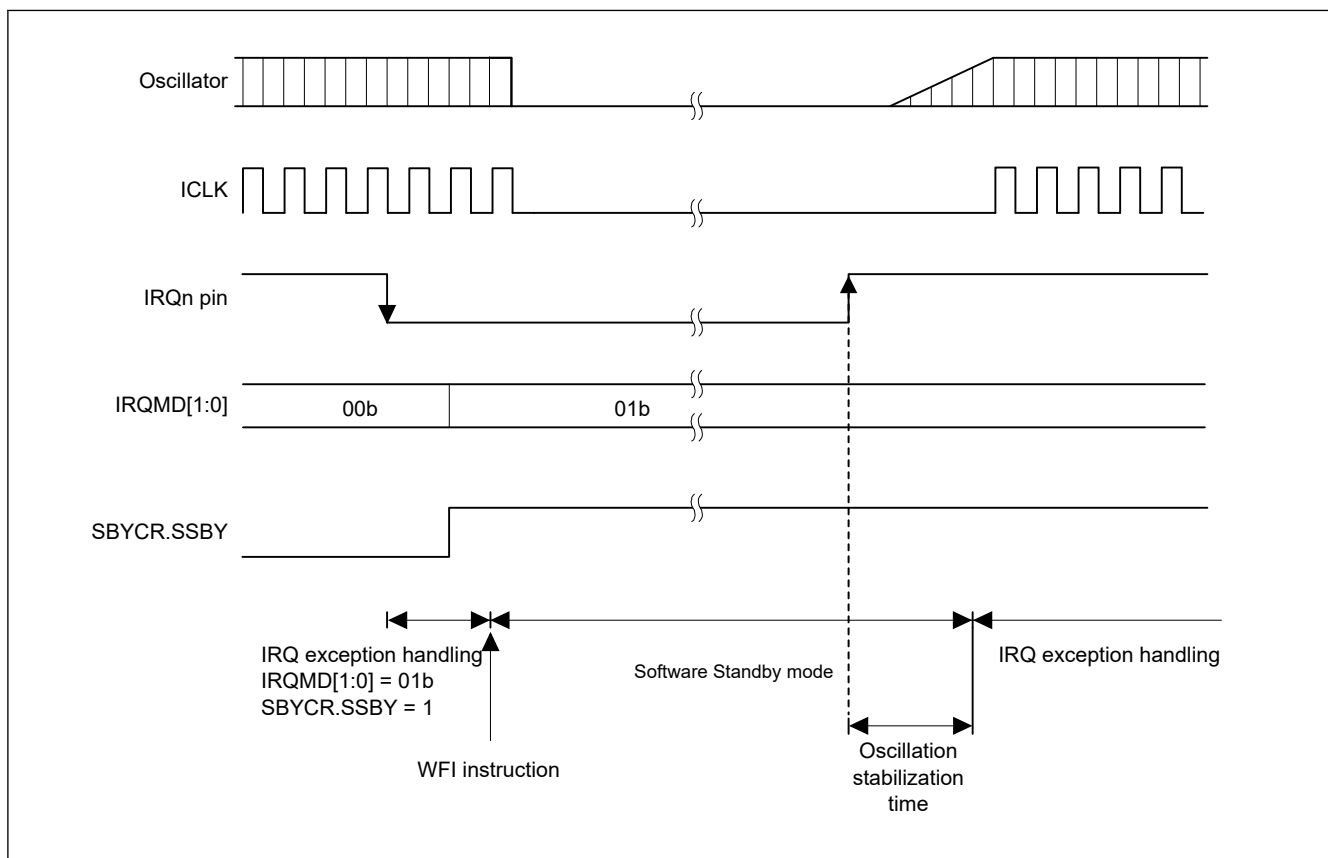 Oscillator
ICLK
IRQn pin
IRQMD[1:0]
00b
01b
SBYCR.SSBY
IRQ exception handling
IRQMD[1:0] = 01b
SBYCR.SSBY = 1
Software Standby mode
IRQ exception handling
WFI instruction
Oscillation
stabilization
time